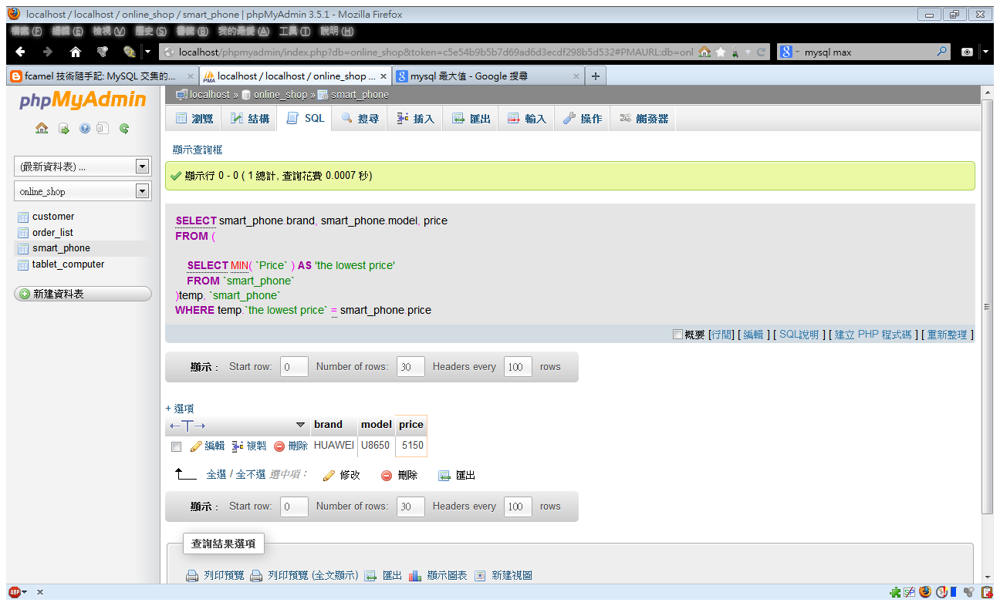 localhost / localhost / online_shop / smart_phone | phpMyAdmin 3.5.1 - Mozilla Firefox
檔案 (F) 編輯 (E) 檢視 (V) 歷史 (S) 書籤 (B) 我的最愛 (A) 工具 (T) 說明 (H)
localhost/phpmyadmin/index.php?db=online_shop&token=c5e54b9b5b7d69ad6d3ecdf298b5d532#PMAURL:db=onl
mysql max
fcamel 技術隨手記: MySQL 交集的...
localhost / localhost / online_shop ...
mysql 最大值 - Google 搜尋
phpMyAdmin
localhost » online_shop » smart_phone
瀏覽 結構 SQL 搜尋 插入 匯出 輸入 操作 觸發器
(最新資料表) ...
online_shop
customer
order_list
smart_phone
tablet_computer
新建資料表
顯示查詢框
顯示行 0 - 0 ( 1 總計, 查詢花費 0.0007 秒)
SELECT smart_phone.brand, smart_phone.model, price
FROM (
SELECT MIN( `Price` ) AS 'the lowest price'
FROM `smart_phone`
)temp, `smart_phone`
WHERE temp.`the lowest price` = smart_phone.price
概要 [行間] [ 編輯 ] [ SQL說明 ] [ 建立 PHP 程式碼 ] [ 重新整理 ]
顯示 : Start row: 0 Number of rows: 30 Headers every 100 rows
+ 選項
←T→ brand model price
編輯 複製 刪除 HUAWEI U8650 5150
全選 / 全不選 選中項： 修改 刪除 匯出
顯示 : Start row: 0 Number of rows: 30 Headers every 100 rows
查詢結果選項
列印預覽 列印預覽 (全文顯示) 匯出 顯示圖表 新建視圖
ABP